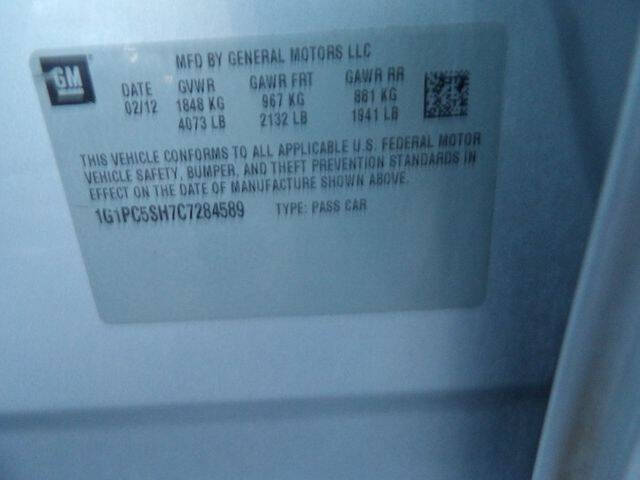 GM
MFD BY GENERAL MOTORS LLC
DATE GVWR GAWR FRT GAWR RR
02/12 1848 KG 967 KG 881 KG
4073 LB 2132 LB 1941 LB
THIS VEHICLE CONFORMS TO ALL APPLICABLE U.S. FEDERAL MOTOR
VEHICLE SAFETY, BUMPER, AND THEFT PREVENTION STANDARDS IN
EFFECT ON THE DATE OF MANUFACTURE SHOWN ABOVE.
1G1PC5SH7C7284589 TYPE: PASS CAR